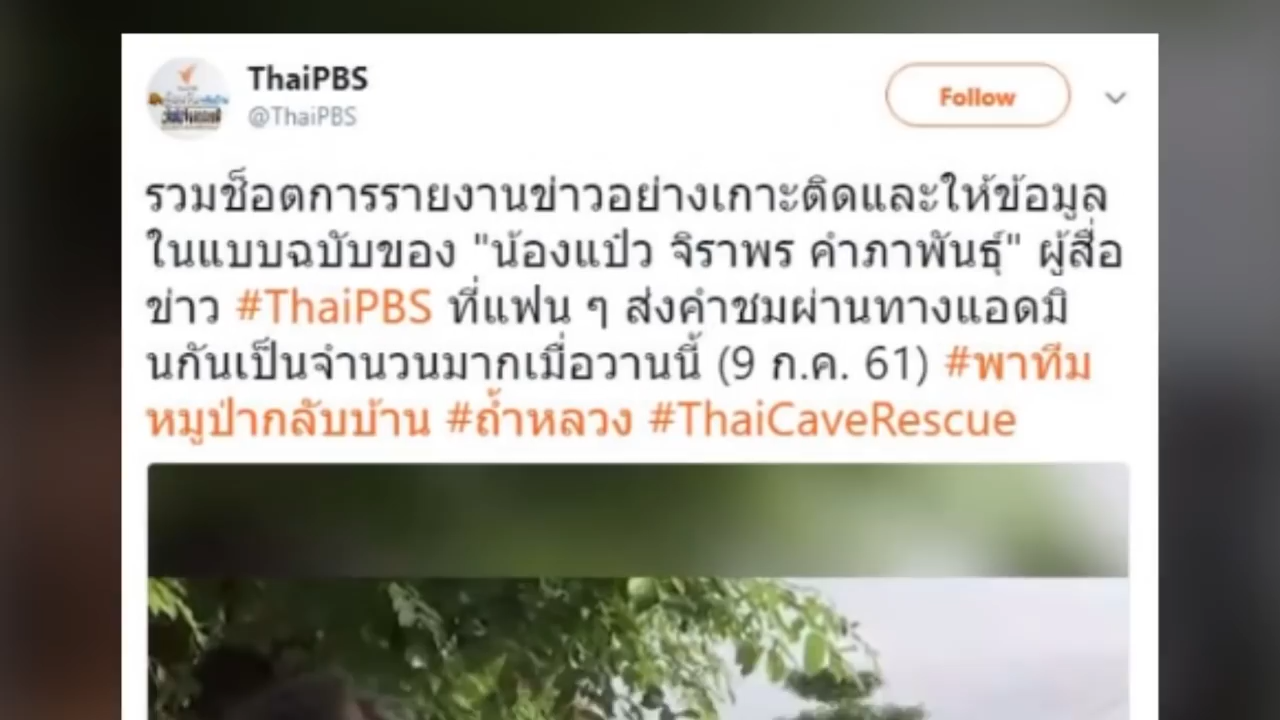 ThaiPBS
@ThaiPBS
Follow
รวมช็อตการรายงานข่าวอย่างเกาะติดและให้ข้อมูล
ในแบบฉบับของ "น้องแป๋ว จิราพร คำภาพันธุ์" ผู้สื่อ
ข่าว #ThaiPBS ที่แฟน ๆ ส่งคำชมผ่านทางแอดมิ
นกันเป็นจำนวนมากเมื่อวานนี้ (9 ก.ค. 61) #พาทีม
หมูป่ากลับบ้าน #ถ้ำหลวง #ThaiCaveRescue